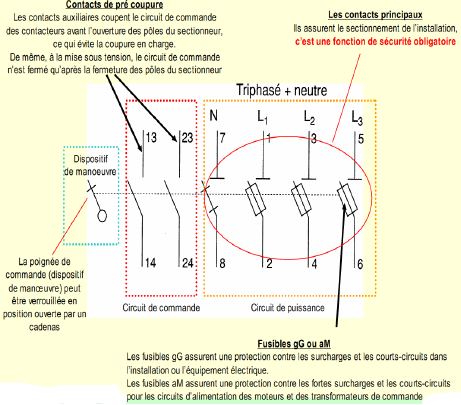 Contacts de pré coupure
Les contacts auxiliaires coupent le circuit de commande
des contacteurs avant l'ouverture des pôles du sectionneur,
ce qui évite la coupure en charge.
De même, à la mise sous tension, le circuit de commande
n'est fermé qu'après la fermeture des pôles du sectionneur
Les contacts principaux
Ils assurent le sectionnement de l'installation,
c'est une fonction de sécurité obligatoire
Triphasé + neutre
N L1 L2 L3
13 23 7 1 3 5
Dispositif
de manoeuvre
14 24 8 2 4 6
La poignée de
commande (dispositif
de manœuvre) peut
être verrouillée en
position ouverte par un
cadenas
Circuit de commande
Circuit de puissance
Fusibles gG ou aM
Les fusibles gG assurent une protection contre les surcharges et les courts-circuits dans
l'installation ou l'équipement électrique.
Les fusibles aM assurent une protection contre les fortes surcharges et les courts-circuits
pour les circuits d'alimentation des moteurs et des transformateurs de commande